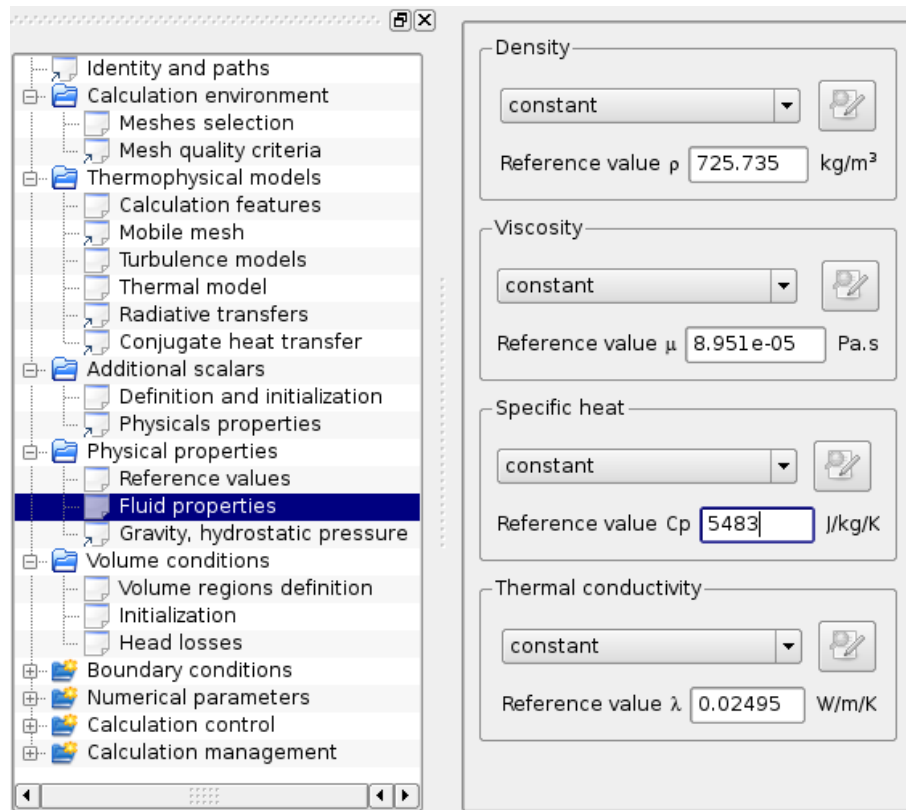 Identity and paths
Calculation environment
Meshes selection
Mesh quality criteria
Thermophysical models
Calculation features
Mobile mesh
Turbulence models
Thermal model
Radiative transfers
Conjugate heat transfer
Additional scalars
Definition and initialization
Physicals properties
Physical properties
Reference values
Fluid properties
Gravity, hydrostatic pressure
Volume conditions
Volume regions definition
Initialization
Head losses
Boundary conditions
Numerical parameters
Calculation control
Calculation management
Density
constant
Reference value ρ 725.735 kg/m³
Viscosity
constant
Reference value μ 8.951e-05 Pa.s
Specific heat
constant
Reference value Cp 5483 J/kg/K
Thermal conductivity
constant
Reference value λ 0.02495 W/m/K